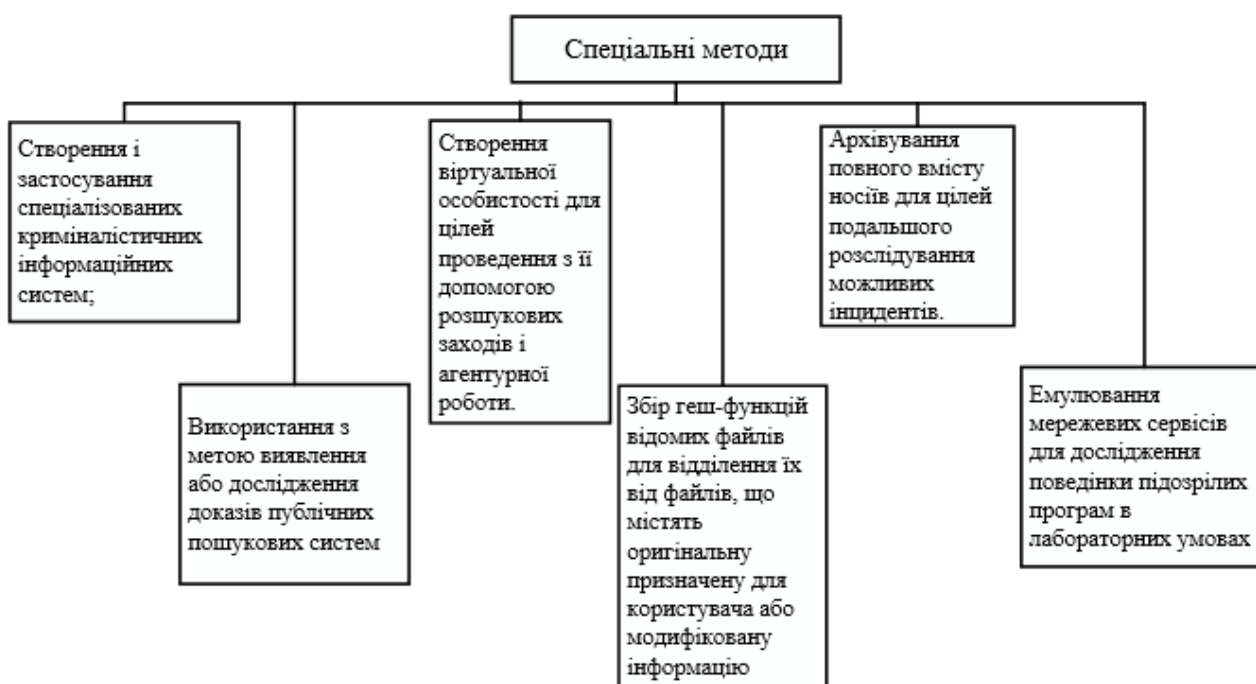 Спеціальні методи
Створення і
застосування
спеціалізованих
криміналістичних
інформаційних
систем;
Використання з
метою виявлення
або дослідження
доказів публічних
пошукових систем
Створення
віртуальної
особистості для
цілей
проведення з її
допомогою
розшукових
заходів і
агентурної
роботи.
Збір геш-функцій
відомих файлів
для відділення їх
від файлів, що
містять
оригінальну
призначену для
користувача або
модифіковану
інформацію
Архівування
повного вмісту
носіїв для цілей
подальшого
розслідування
можливих
інцидентів.
Емулювання
мережевих сервісів
для дослідження
поведінки підозрілих
програм в
лабораторних умовах